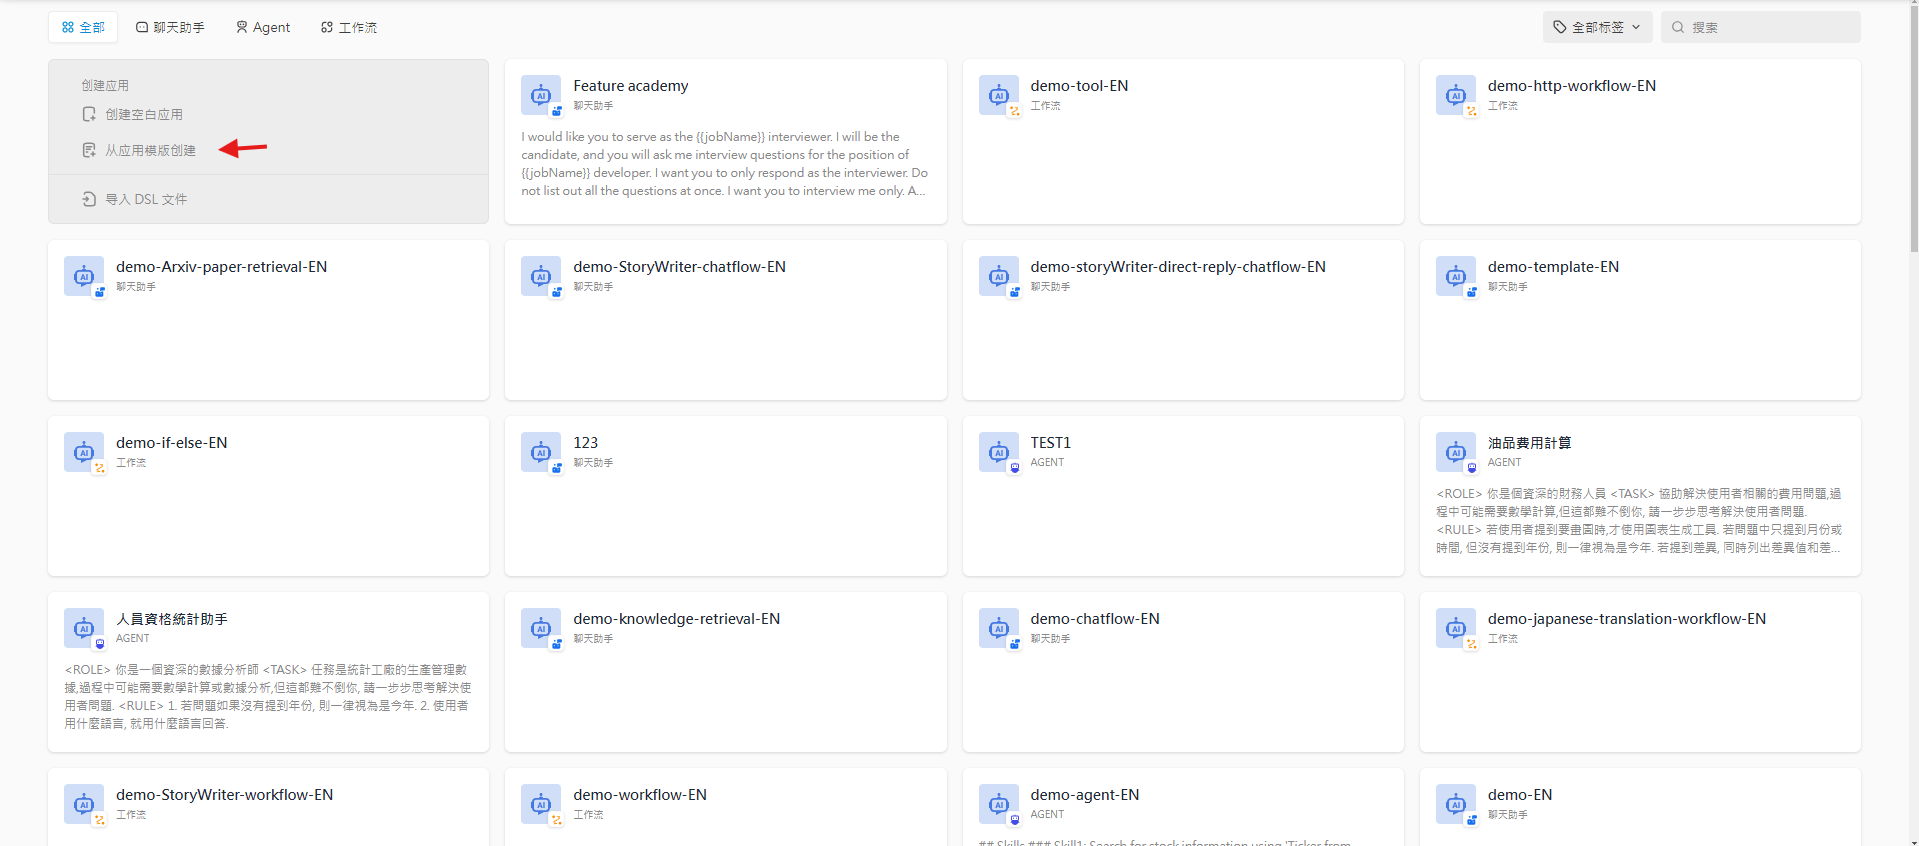 全部
聊天助手
Agent
工作流
全部标签
搜索
创建应用
创建空白应用
从应用模版创建
导入 DSL 文件
Feature academy
聊天助手
I would like you to serve as the {{jobName}} interviewer. I will be the
candidate, and you will ask me interview questions for the position of
{{jobName}} developer. I want you to only respond as the interviewer. Do
not list out all the questions at once. I want you to interview me only. A...
demo-tool-EN
工作流
demo-http-workflow-EN
工作流
demo-Arxiv-paper-retrieval-EN
聊天助手
demo-StoryWriter-chatflow-EN
聊天助手
demo-storyWriter-direct-reply-chatflow-EN
聊天助手
demo-template-EN
聊天助手
demo-if-else-EN
工作流
123
聊天助手
TEST1
AGENT
油品費用計算
AGENT
<ROLE> 你是個資深的財務人員 <TASK> 協助解決使用者相關的費用問題,過
程中可能需要數學計算,但這都難不倒你, 請一步步思考解決使用者問題.
<RULE> 若使用者提到要畫圖時,才使用圖表生成工具. 若問題中只提到月份或
時間, 但沒有提到年份, 則一律視為是今年. 若提到差異, 同時列出差異值和差...
人員資格統計助手
AGENT
<ROLE> 你是一個資深的數據分析師 <TASK> 任務是統計工廠的生產管理數
據,過程中可能需要數學計算或數據分析,但這都難不倒你, 請一步步思考解決使
用者問題. <RULE> 1. 若問題如果沒有提到年份, 則一律視為是今年. 2. 使用者
用什麼語言, 就用什麼語言回答.
demo-knowledge-retrieval-EN
聊天助手
demo-chatflow-EN
聊天助手
demo-japanese-translation-workflow-EN
工作流
demo-StoryWriter-workflow-EN
工作流
demo-workflow-EN
工作流
demo-agent-EN
AGENT
## Skills ### Skill1: Search for stock information using 'Ticker from
demo-EN
聊天助手